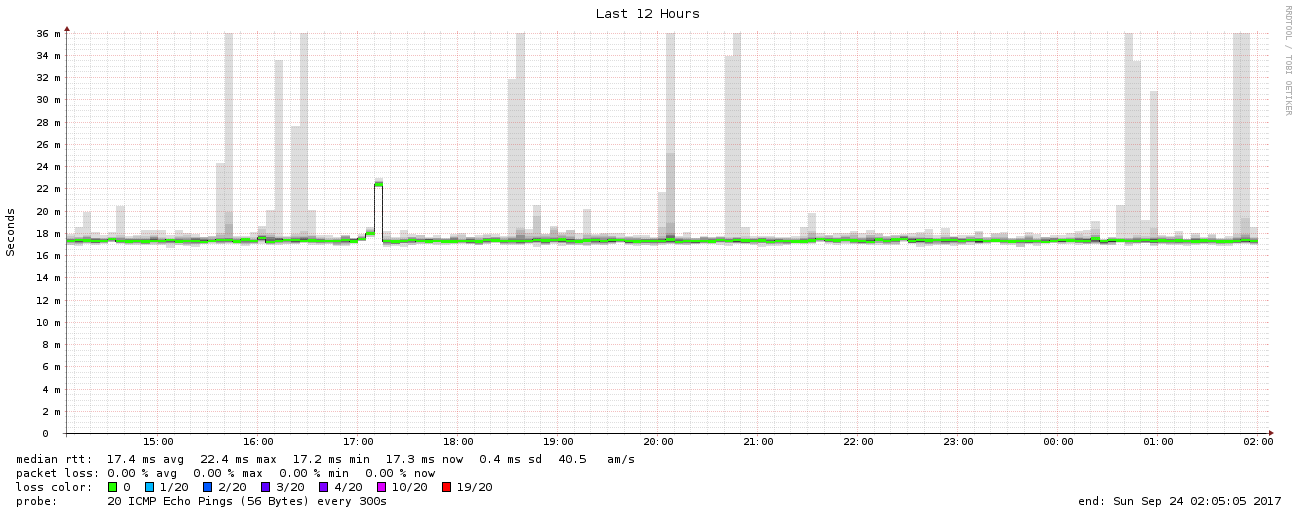 Last 12 Hours
RRDTOOL / TOBI OETIKER
Seconds
36 m
34 m
32 m
30 m
28 m
26 m
24 m
22 m
20 m
18 m
16 m
14 m
12 m
10 m
8 m
6 m
4 m
2 m
0
15:00 16:00 17:00 18:00 19:00 20:00 21:00 22:00 23:00 00:00 01:00 02:00
median rtt: 17.4 ms avg 22.4 ms max 17.2 ms min 17.3 ms now 0.4 ms sd 40.5 am/s
packet loss: 0.00 % avg 0.00 % max 0.00 % min 0.00 % now
loss color: 0 1/20 2/20 3/20 4/20 10/20 19/20
probe: 20 ICMP Echo Pings (56 Bytes) every 300s end: Sun Sep 24 02:05:05 2017